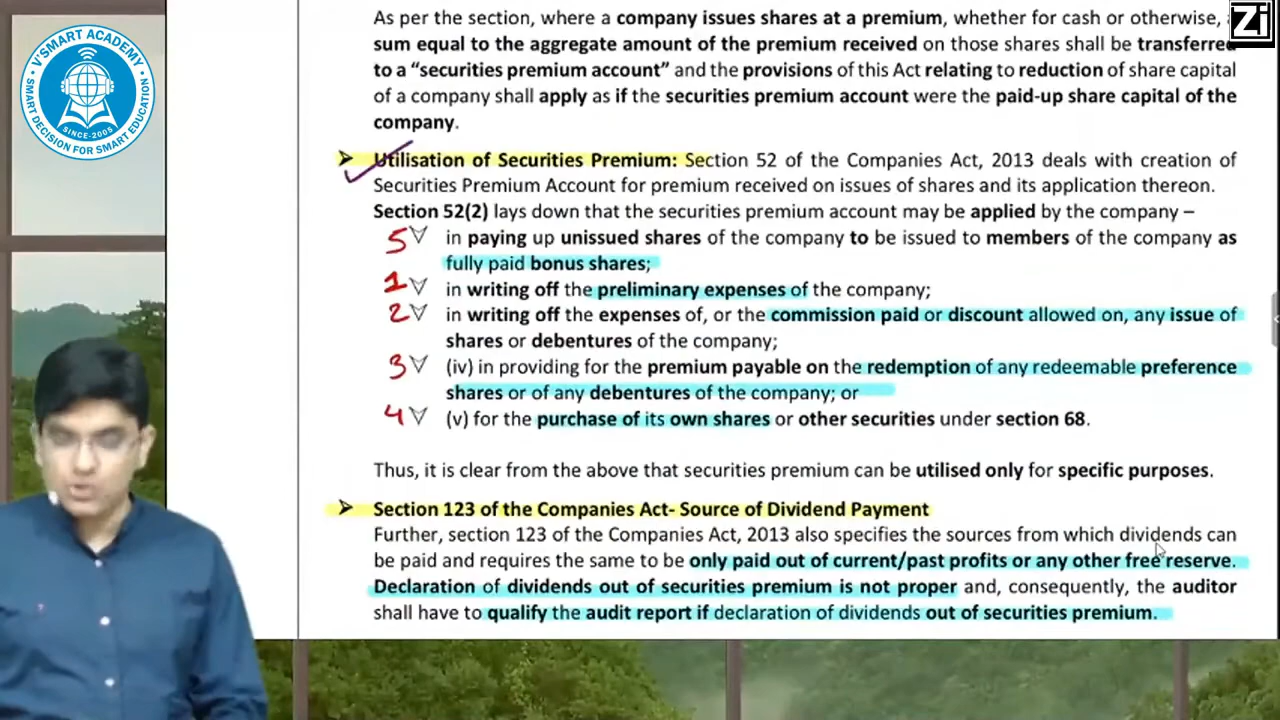 As per the section, where a company issues shares at a premium, whether for cash or otherwise,
sum equal to the aggregate amount of the premium received on those shares shall be transferred
to a “securities premium account” and the provisions of this Act relating to reduction of share capital
of a company shall apply as if the securities premium account were the paid-up share capital of the
company.
Utilisation of Securities Premium: Section 52 of the Companies Act, 2013 deals with creation of
Securities Premium Account for premium received on issues of shares and its application thereon.
Section 52(2) lays down that the securities premium account may be applied by the company –
5 in paying up unissued shares of the company to be issued to members of the company as
fully paid bonus shares;
1 in writing off the preliminary expenses of the company;
2 in writing off the expenses of, or the commission paid or discount allowed on, any issue of
shares or debentures of the company;
3 (iv) in providing for the premium payable on the redemption of any redeemable preference
shares or of any debentures of the company; or
4 (v) for the purchase of its own shares or other securities under section 68.
Thus, it is clear from the above that securities premium can be utilised only for specific purposes.
Section 123 of the Companies Act- Source of Dividend Payment
Further, section 123 of the Companies Act, 2013 also specifies the sources from which dividends can
be paid and requires the same to be only paid out of current/past profits or any other free reserve.
Declaration of dividends out of securities premium is not proper and, consequently, the auditor
shall have to qualify the audit report if declaration of dividends out of securities premium.
V'SMART ACADEMY
SMART DECISION FOR SMART EDUCATION
SINCE-2005
Zi